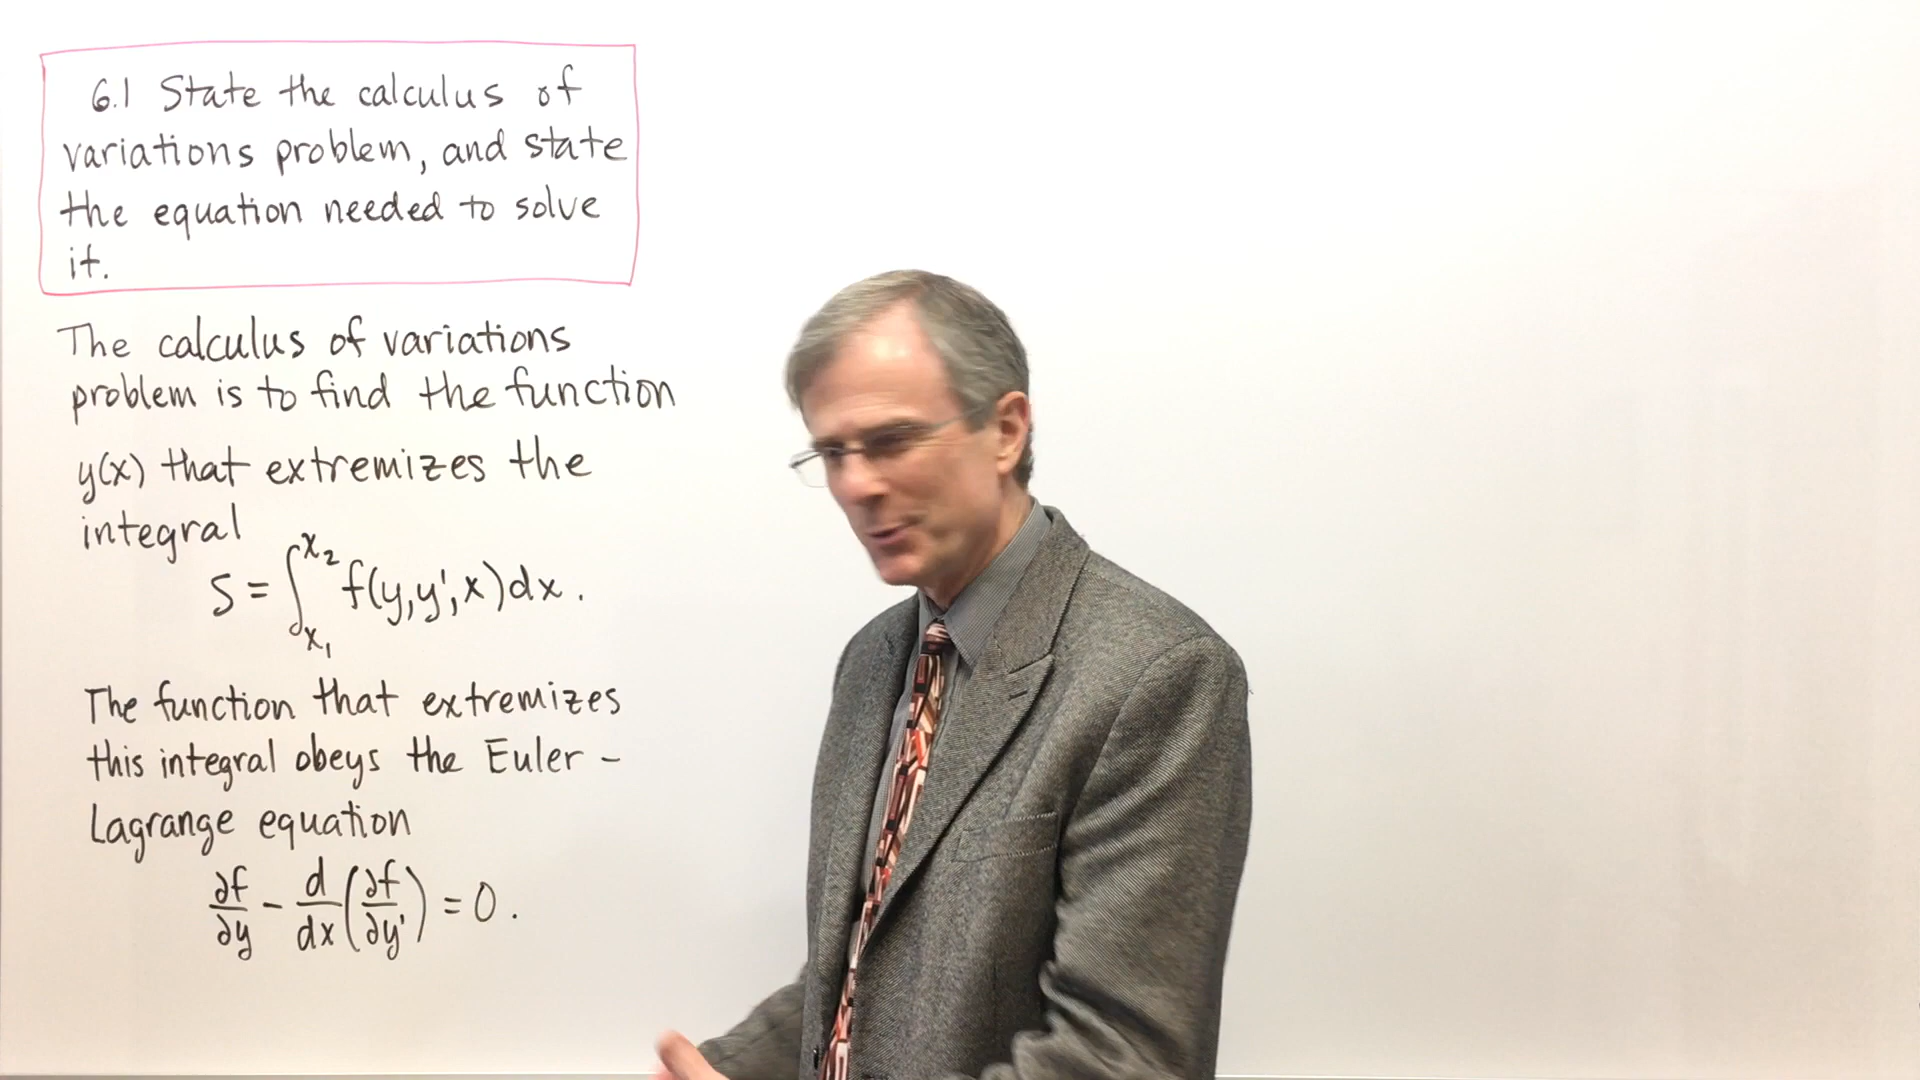 6.1 State the calculus of
variations problem, and state
the equation needed to solve
it.
The calculus of variations
problem is to find the function
y(x) that extremizes the
integral
S = ∫_{x₁}^{x₂} f(y,y',x)dx.
The function that extremizes
this integral obeys the Euler-
Lagrange equation
∂f/∂y - d/dx(∂f/∂y') = 0.